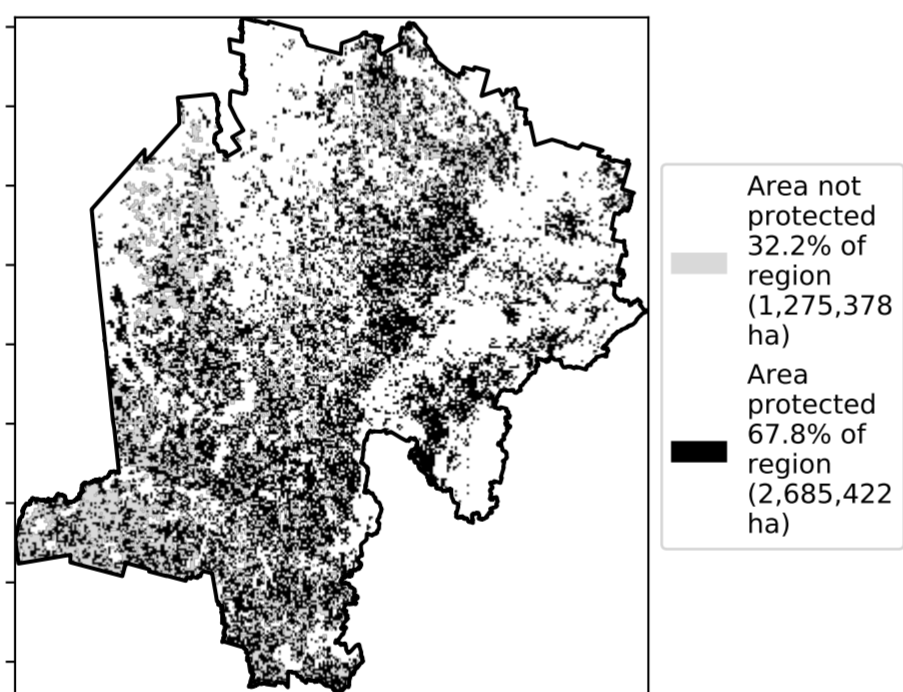 Area not
protected
32.2% of
region
(1,275,378
ha)
Area
protected
67.8% of
region
(2,685,422
ha)